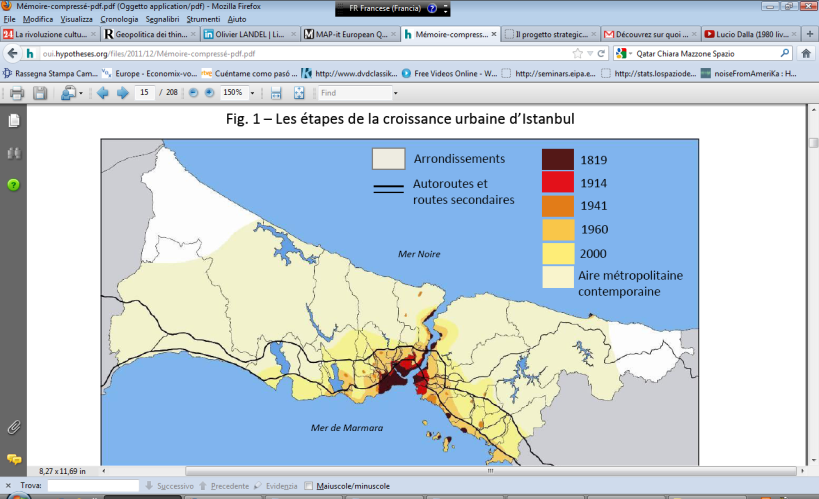 Mémoire-compressé-pdf.pdf (Oggetto application/pdf) - Mozilla Firefox
FR Francese (Francia)
File Modifica Visualizza Cronologia Segnalibri Strumenti Aiuto
La rivoluzione cultu...
Geopolitica dei thin...
Olivier LANDEL | Li...
MAP-it European Q...
Mémoire-compress...
Il progetto strategic...
Découvrez sur quoi ...
Lucio Dalla (1980 liv...
oui.hypotheses.org/files/2011/12/Mémoire-compressé-pdf.pdf
Qatar Chiara Mazzone Spazio
Rassegna Stampa Cam...
Europe - Economix-vo...
Cuéntame como pasó ...
http://www.dvdclassik...
Free Videos Online - W...
http://seminars.eipa.e...
http://stats.lospaziode...
noiseFromAmeriKa : H...
15 / 208
150%
Find
Fig. 1 – Les étapes de la croissance urbaine d'Istanbul
Arrondissements
Autoroutes et
routes secondaires
1819
1914
1941
1960
2000
Aire métropolitaine
contemporaine
Mer Noire
Mer de Marmara
8,27 x 11,69 in
Trova:
Successivo Precedente Evidenzia Maiuscole/minuscole